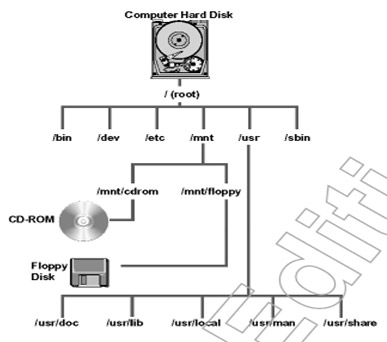 Computer Hard Disk
/ (root)
/bin /dev /etc /mnt /usr /sbin
/mnt/cdrom /mnt/floppy
CD-ROM
Floppy
Disk
/usr/doc /usr/lib /usr/local /usr/man /usr/share
Editi